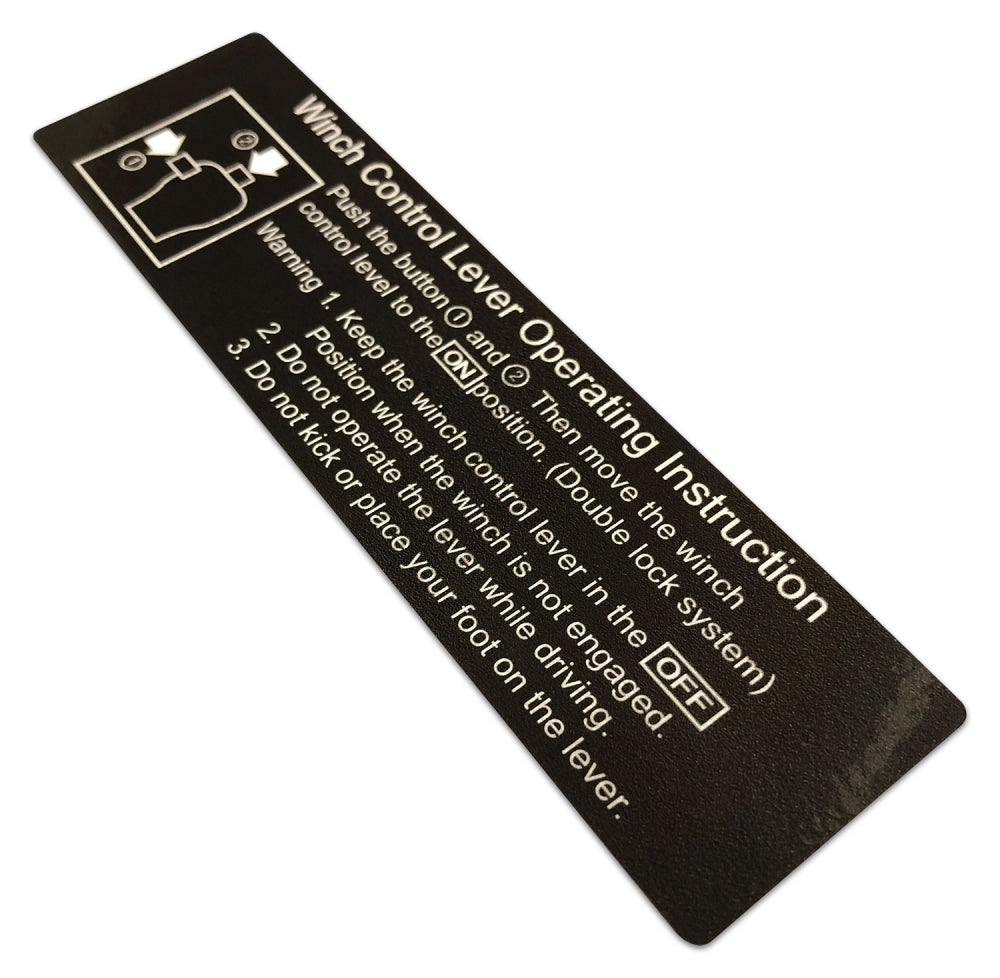 Winch Control Lever Operating Instruction
① ②
Push the button ① and ② Then move the winch
control level to the ON position. (Double lock system)
Warning 1. Keep the winch control lever in the OFF
Position when the winch is not engaged.
2. Do not operate the lever while driving.
3. Do not kick or place your foot on the lever.